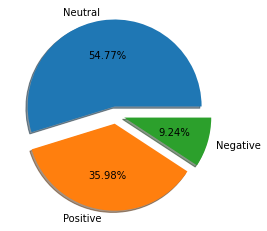 Neutral
54.77%
9.24%
Negative
35.98%
Positive